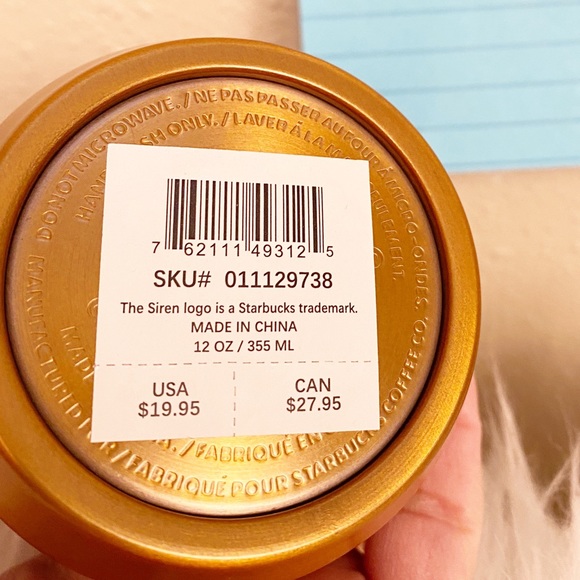 DO NOT MICROWAVE. / NE PAS PASSER AU FOUR À MICRO-ONDES.
ONLY. / LAVER À LA
MANUFACTURED
/ FABRIQUÉ POUR STARBUCKS COFFEE CO.
7 62111 49312 5
SKU# 011129738
The Siren logo is a Starbucks trademark.
MADE IN CHINA
12 OZ / 355 ML
USA
$19.95
CAN
$27.95
/ FABRIQUÉ EN